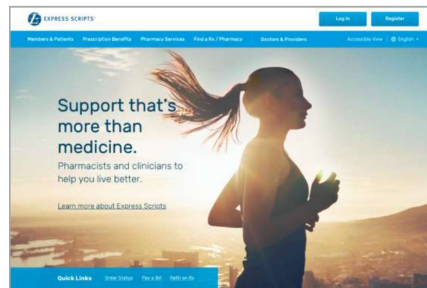 EXPRESS SCRIPTS®
Log In Register
Members & Patients Prescription Benefits Pharmacy Services Find a Rx / Pharmacy Doctors & Providers Accessible View English
Support that's
more than
medicine.
Pharmacists and clinicians to
help you live better.
Learn more about Express Scripts
Quick Links Order Status Pay a Bill Refill an Rx